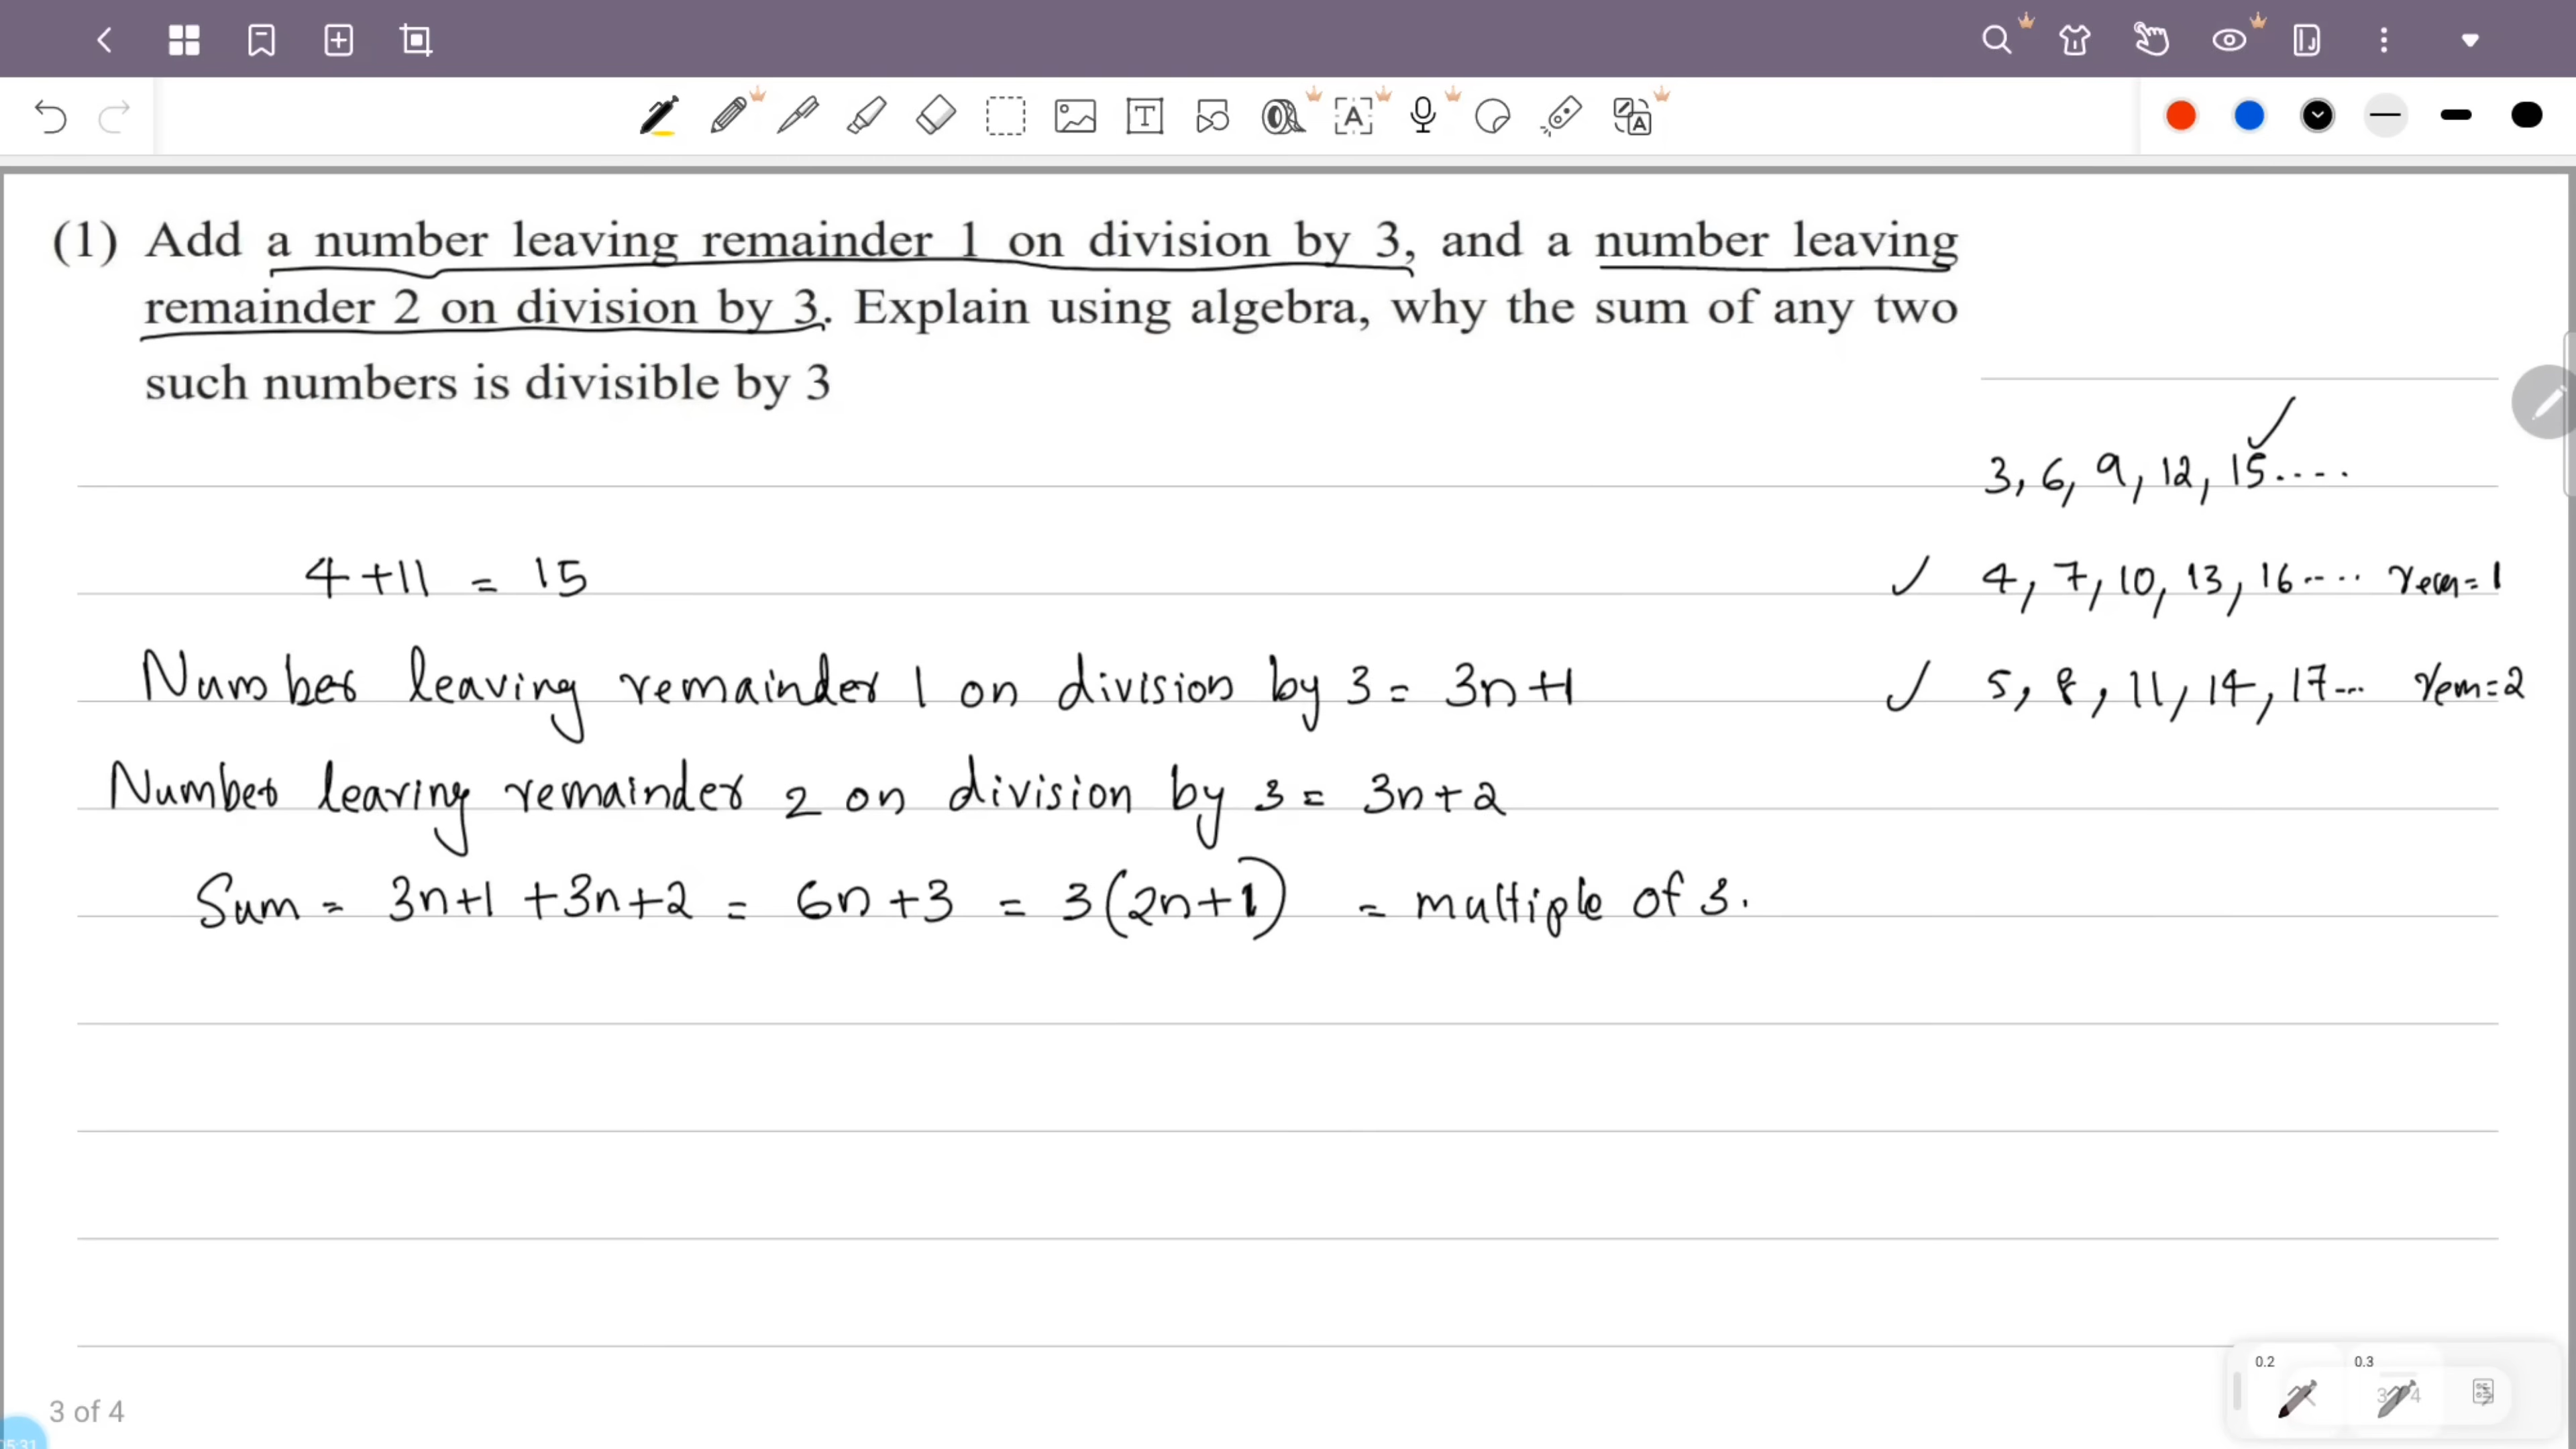 (1) Add a number leaving remainder 1 on division by 3, and a number leaving
remainder 2 on division by 3. Explain using algebra, why the sum of any two
such numbers is divisible by 3
3, 6, 9, 12, 15....
4+11 = 15
4, 7, 10, 13, 16.... rem=1
Number leaving remainder 1 on division by 3 = 3n+1
5, 8, 11, 14, 17... rem=2
Number leaving remainder 2 on division by 3 = 3n+2
Sum = 3n+1 +3n+2 = 6n+3 = 3(2n+1) = multiple of 3.
0.2 0.3
3 of 4
05:31